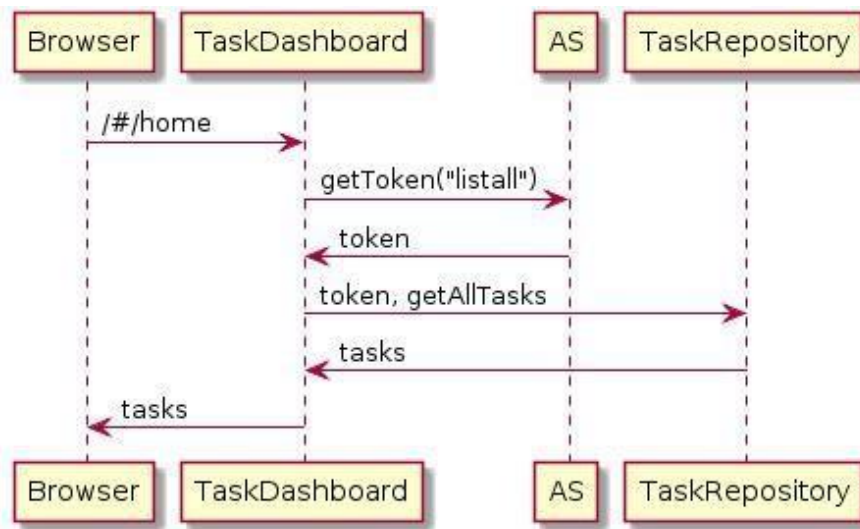 Browser TaskDashboard AS TaskRepository
/#/home
getToken("listall")
token
token, getAllTasks
tasks
tasks
Browser TaskDashboard AS TaskRepository